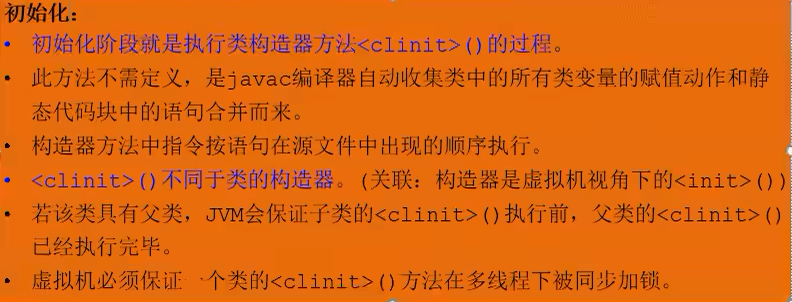 初始化：
• 初始化阶段就是执行类构造器方法<clinit>()的过程。
• 此方法不需定义，是javac编译器自动收集类中的所有类变量的赋值动作和静
态代码块中的语句合并而来。
• 构造器方法中指令按语句在源文件中出现的顺序执行。
• <clinit>()不同于类的构造器。(关联：构造器是虚拟机视角下的<init>())
• 若该类具有父类，JVM会保证子类的<clinit>()执行前，父类的<clinit>()
已经执行完毕。
• 虚拟机必须保证一个类的<clinit>()方法在多线程下被同步加锁。